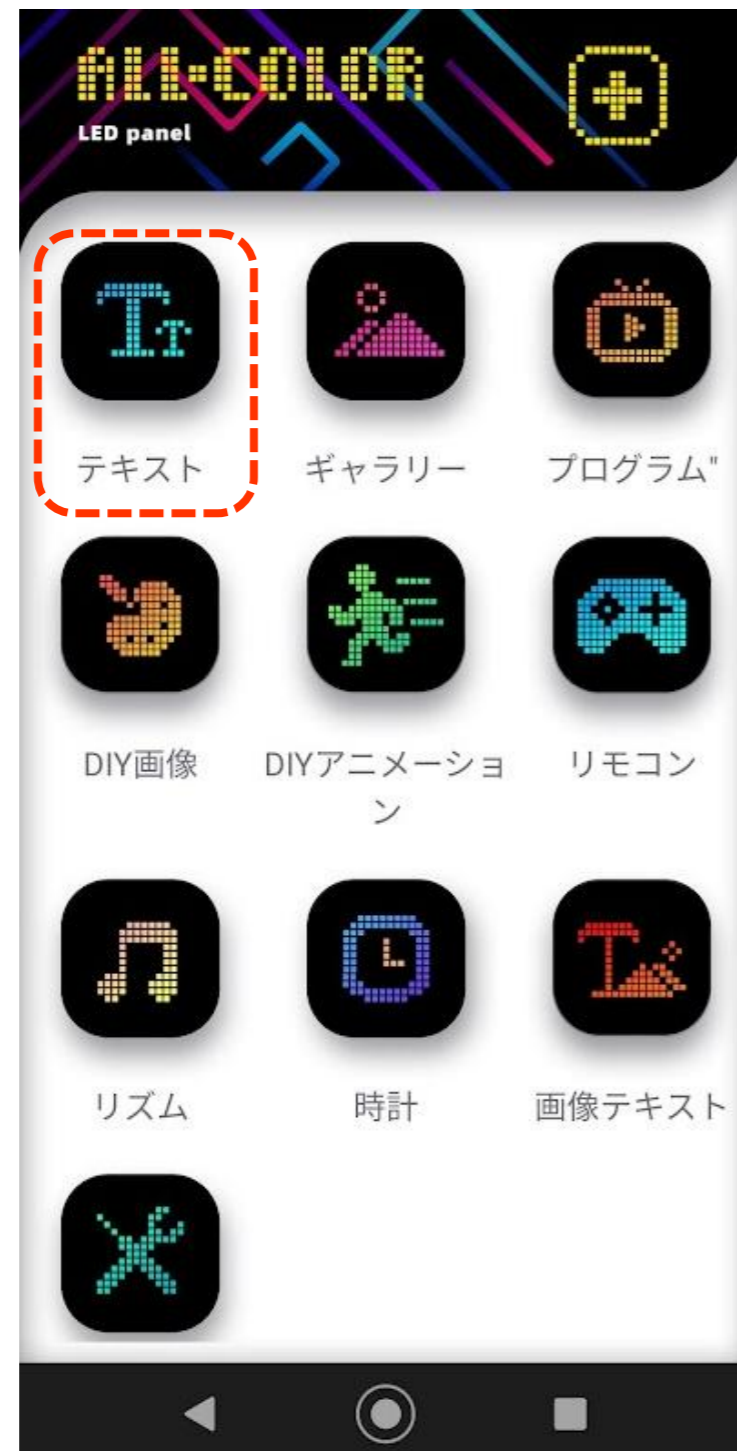 ALL-COLOR
LED panel
テキスト
ギャラリー
プログラム"
DIY画像
DIYアニメーショ
ン
リモコン
リズム
時計
画像テキスト